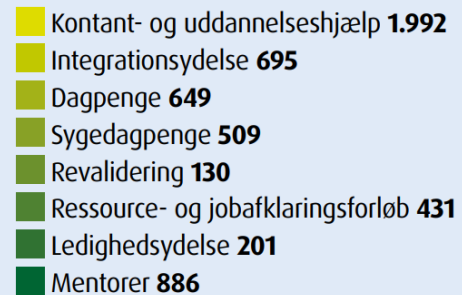 Kontant- og uddannelseshjælp 1.992
Integrationsydelse 695
Dagpenge 649
Sygedagpenge 509
Revalidering 130
Ressource- og jobafklaringsforløb 431
Ledighedsydelse 201
Mentorer 886